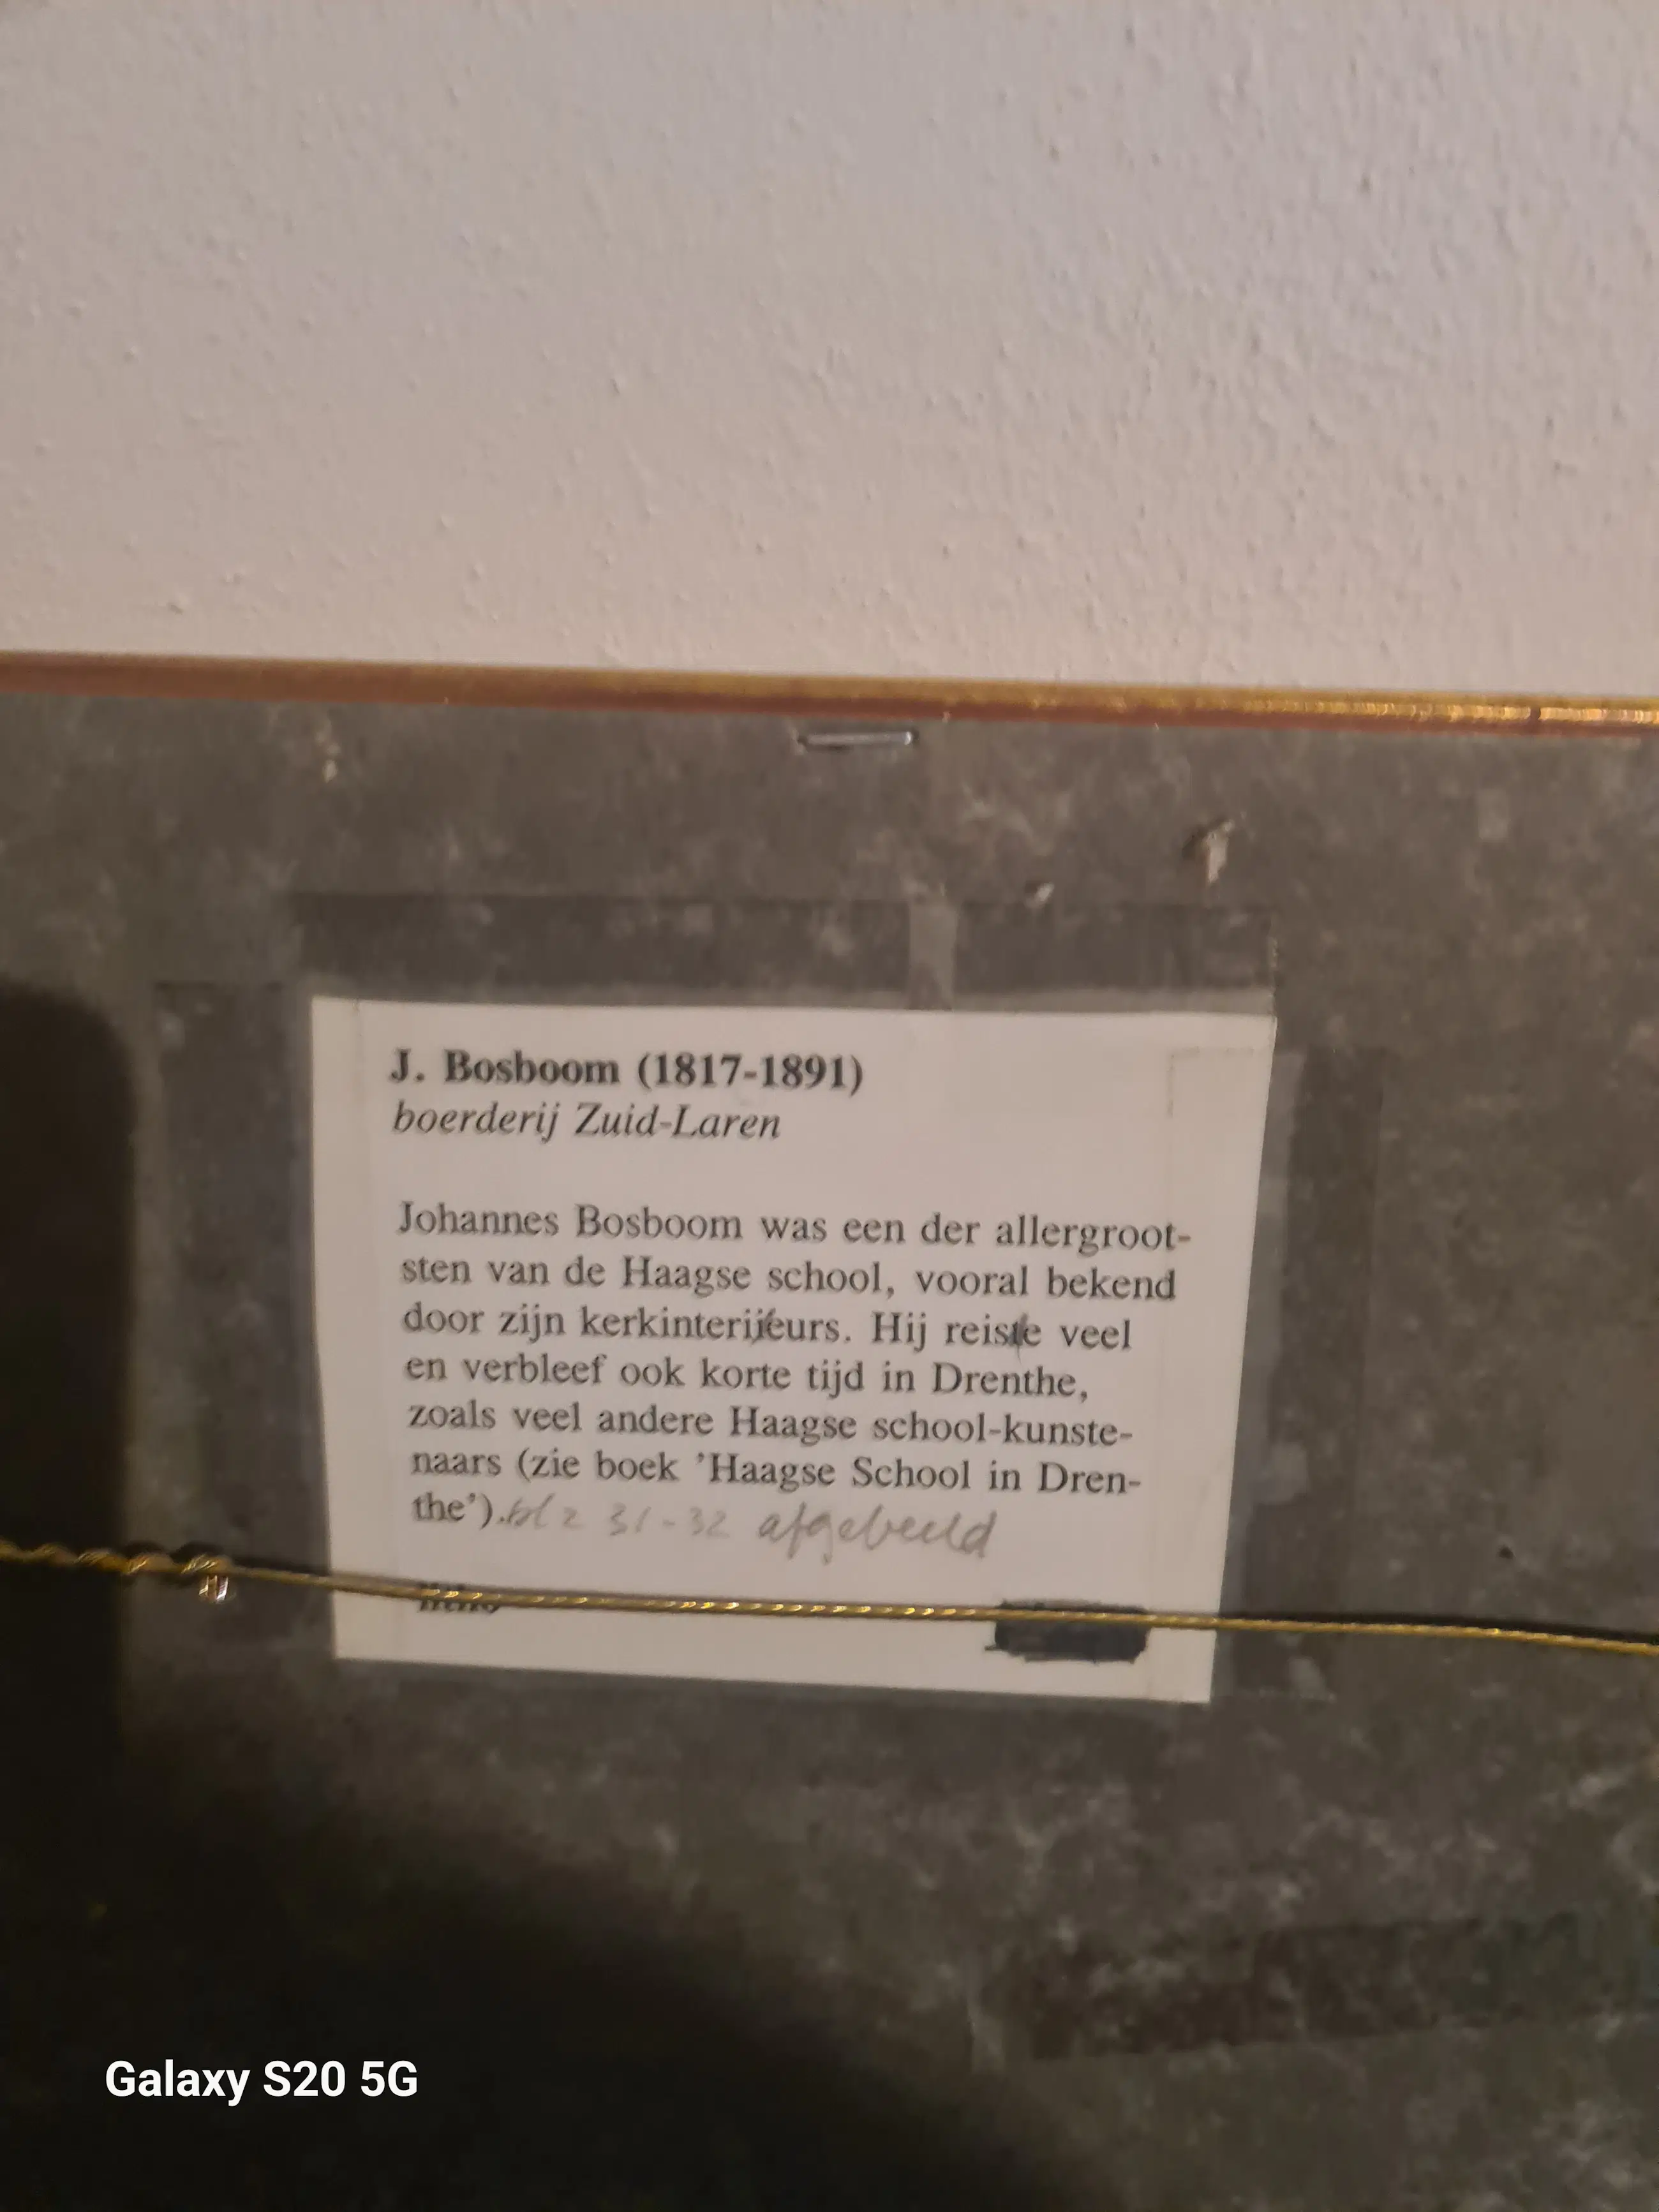 J. Bosboom (1817-1891)
boerderij Zuid-Laren
Johannes Bosboom was een der allergroot-
sten van de Haagse school, vooral bekend
door zijn kerkinterijeurs. Hij reiste veel
en verbleef ook korte tijd in Drenthe,
zoals veel andere Haagse school-kunste-
naars (zie boek 'Haagse School in Dren-
the'). blz 31-32 afgebeeld
Galaxy S20 5G